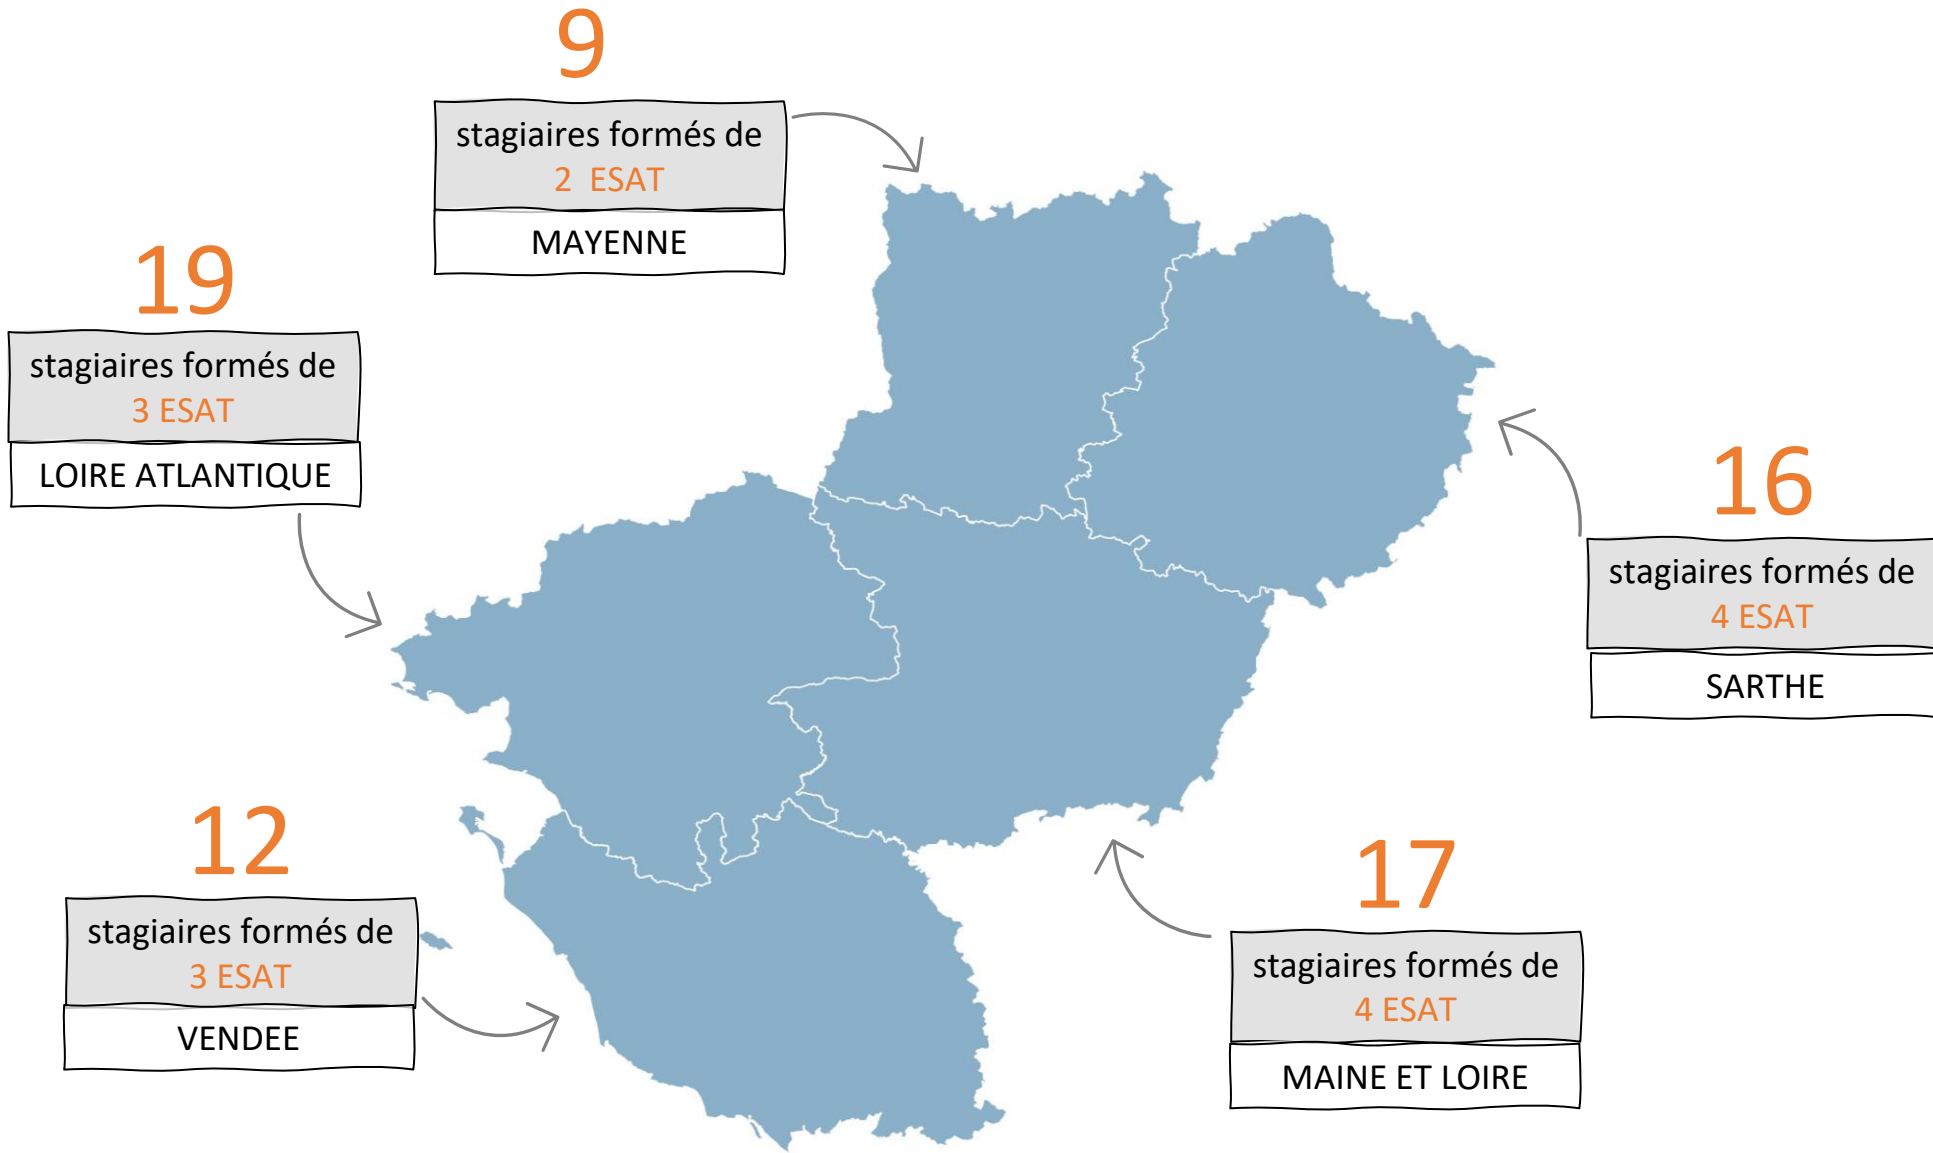 9
stagiaires formés de
2 ESAT
MAYENNE
19
stagiaires formés de
3 ESAT
LOIRE ATLANTIQUE
16
stagiaires formés de
4 ESAT
SARTHE
12
stagiaires formés de
3 ESAT
VENDEE
17
stagiaires formés de
4 ESAT
MAINE ET LOIRE